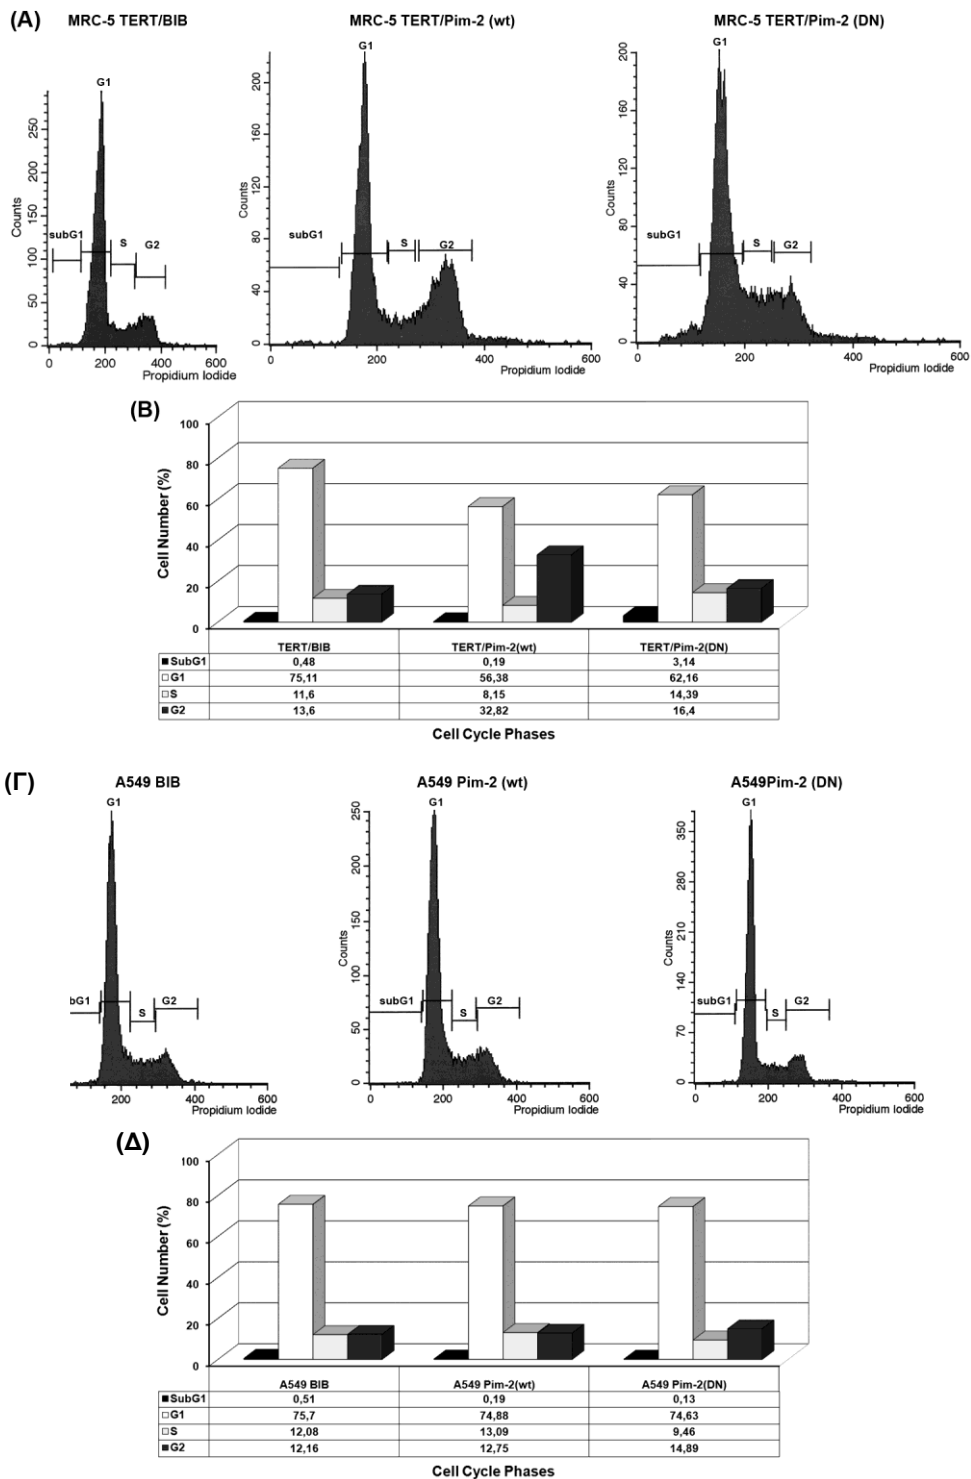 (A)
MRC-5 TERT/BIB
MRC-5 TERT/Pim-2 (wt)
MRC-5 TERT/Pim-2 (DN)
G1
250
200
150
100
50
0
Counts
subG1
S
G2
0 200 400 600
Propidium Iodide
G1
200
160
120
80
40
0
Counts
subG1
S
G2
0 200 400 600
Propidium Iodide
G1
200
160
120
80
40
0
Counts
subG1
S
G2
0 200 400 600
Propidium Iodide
(B)
100
80
60
40
20
0
Cell Number (%)
TERT/BIB TERT/Pim-2(wt) TERT/Pim-2(DN)
SubG1 0,48 0,19 3,14
G1 75,11 56,38 62,16
S 11,6 8,15 14,39
G2 13,6 32,82 16,4
Cell Cycle Phases
(Γ)
A549 BIB
A549 Pim-2 (wt)
A549Pim-2 (DN)
G1
bG1
S
G2
200 400 600
Propidium Iodide
G1
250
200
150
100
50
0
Counts
subG1
S
G2
0 200 400 600
Propidium Iodide
G1
350
280
210
140
70
0
Counts
subG1
S
G2
0 200 400 600
Propidium Iodide
(Δ)
100
80
60
40
20
0
Cell Number (%)
A549 BIB A549 Pim-2(wt) A549 Pim-2(DN)
SubG1 0,51 0,19 0,13
G1 75,7 74,88 74,63
S 12,08 13,09 9,46
G2 12,16 12,75 14,89
Cell Cycle Phases